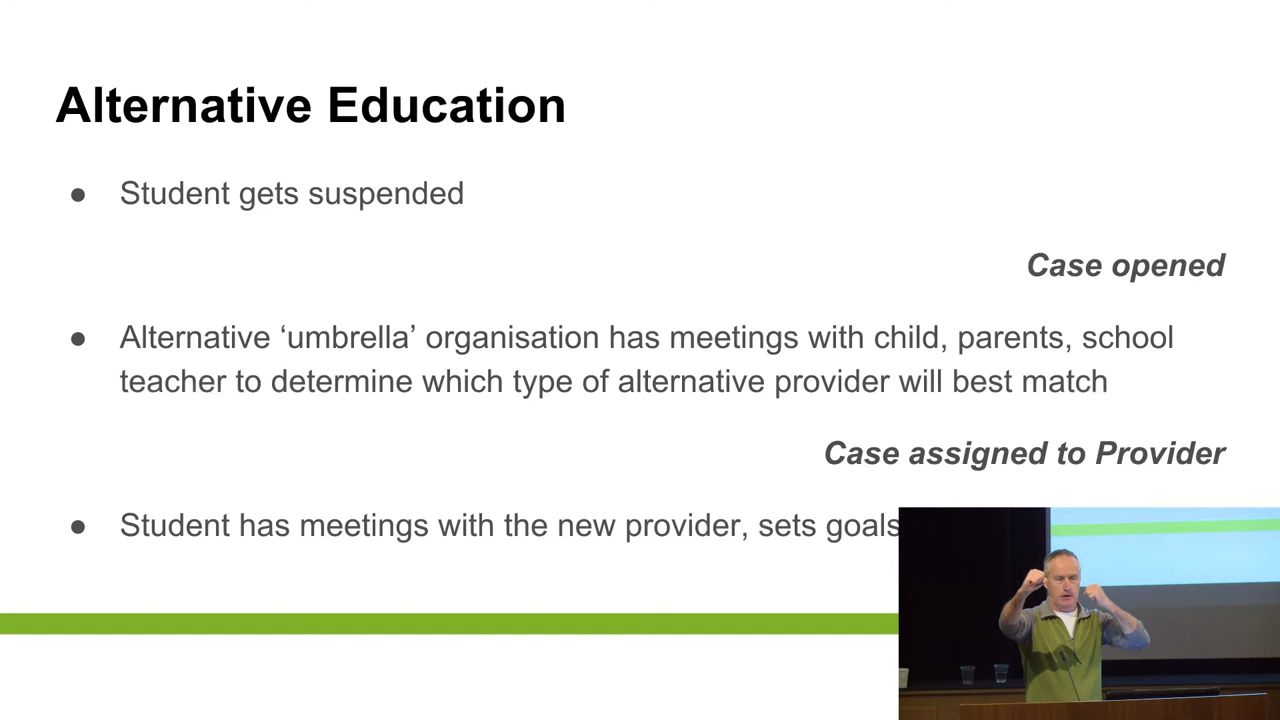 Alternative Education
● Student gets suspended
Case opened
● Alternative ‘umbrella’ organisation has meetings with child, parents, school
teacher to determine which type of alternative provider will best match
Case assigned to Provider
● Student has meetings with the new provider, sets goals